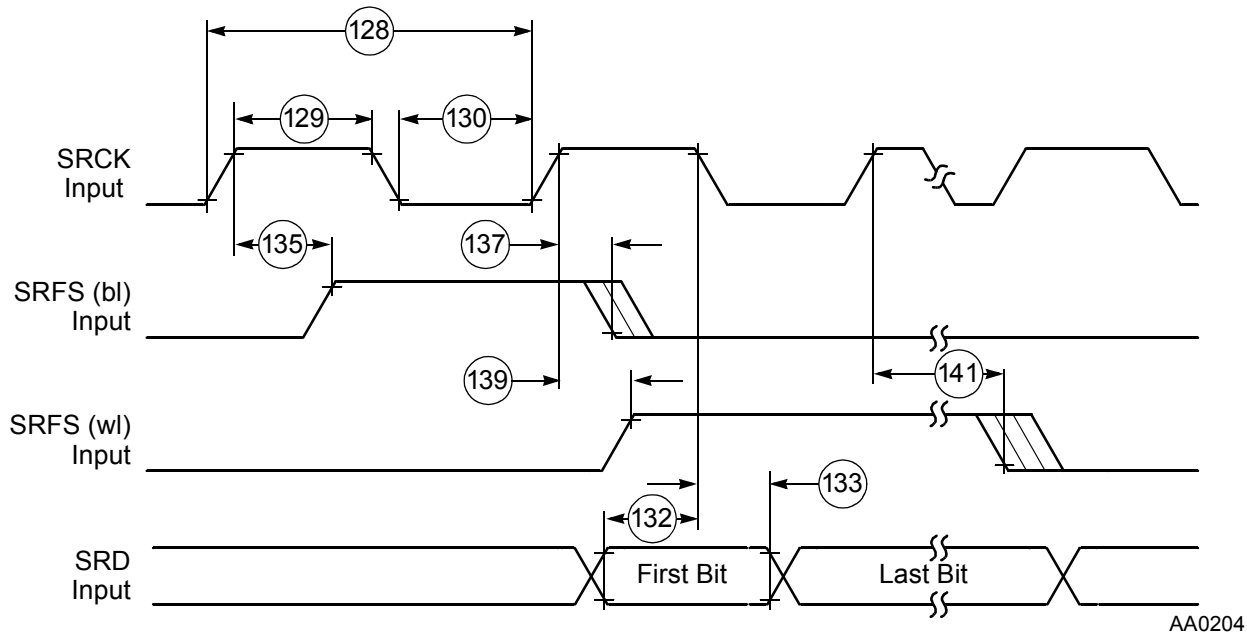 128
129
130
SRCK
Input
135
137
SRFS (bl)
Input
139
141
SRFS (wl)
Input
133
132
SRD
Input
First Bit
Last Bit
AA0204